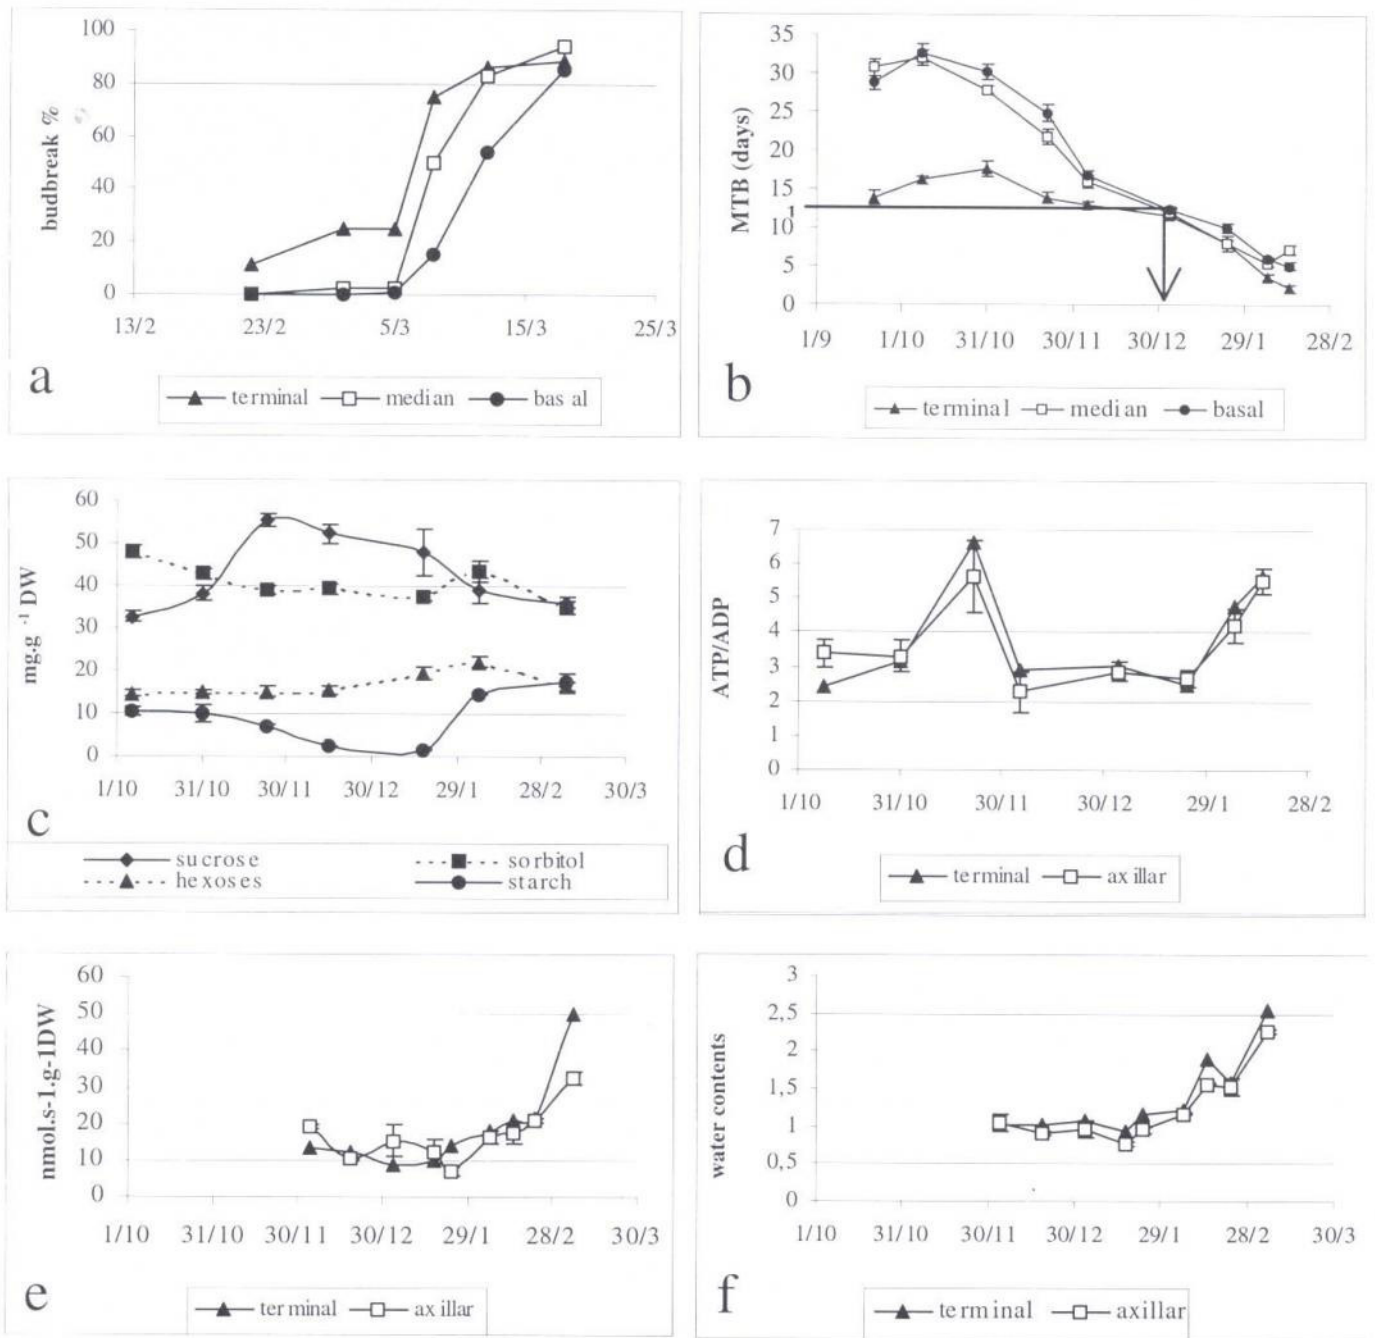 100
80
60
40
20
0
budbreak %
13/2 23/2 5/3 15/3 25/3
a
terminal median basal
35
30
25
20
15
1
10
5
0
MTB (days)
1/9 1/10 31/10 30/11 30/12 29/1 28/2
b
terminal median basal
60
50
40
30
20
10
0
mg.g -1 DW
1/10 31/10 30/11 30/12 29/1 28/2 30/3
c
sucrose sorbitol
hexoses starch
7
6
5
4
3
2
1
0
ATP/ADP
1/10 31/10 30/11 30/12 29/1 28/2
d
terminal axillar
60
50
40
30
20
10
0
nmol.s-1.g-1DW
1/10 31/10 30/11 30/12 29/1 28/2 30/3
e
terminal axillar
3
2,5
2
1,5
1
0,5
0
water contents
1/10 31/10 30/11 30/12 29/1 28/2 30/3
f
terminal axillar